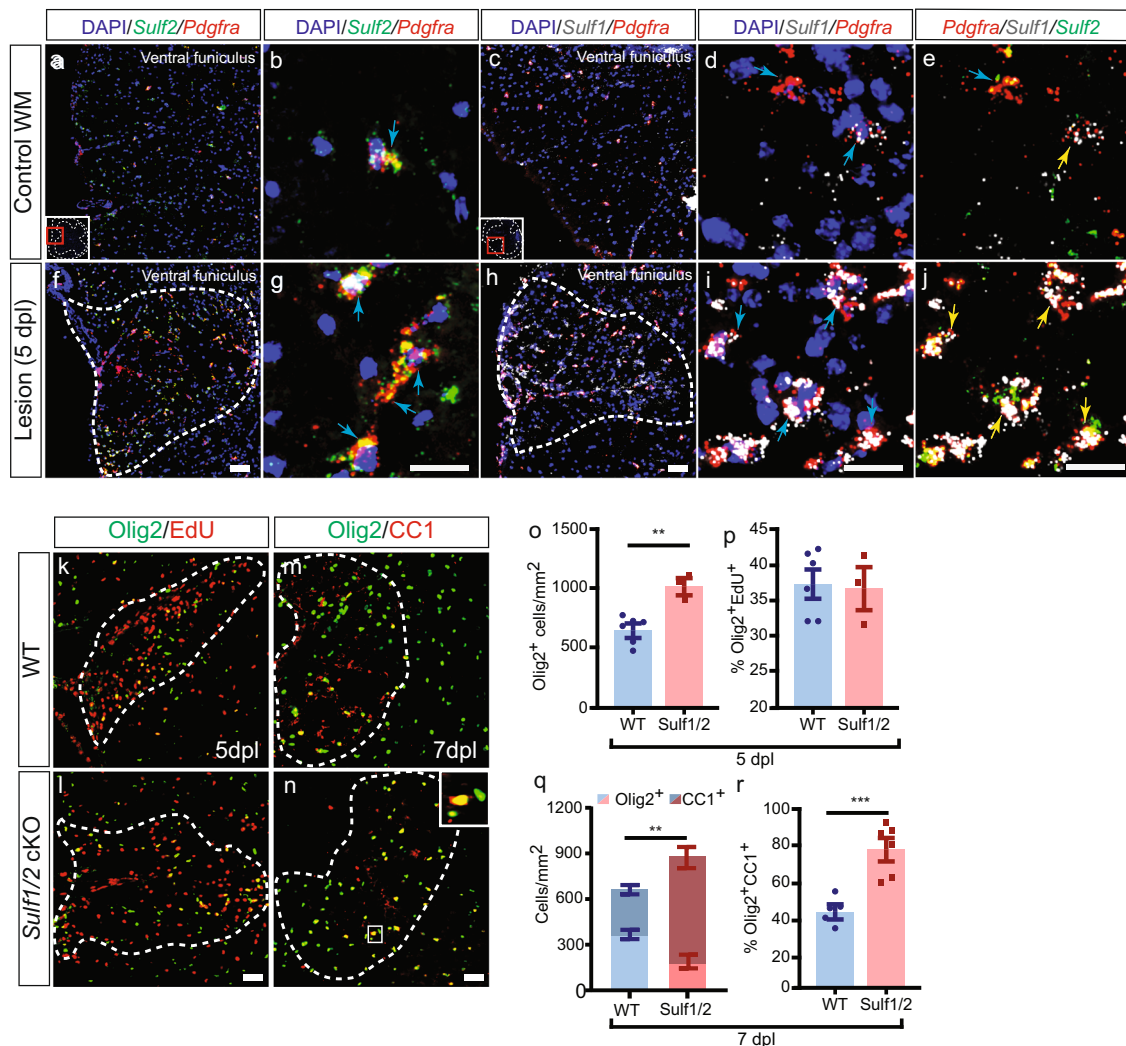 DAPI/Sulf2/Pdgfra
DAPI/Sulf1/Pdgfra
DAPI/Sulf1/Pdgfra
Pdgfra/Sulf1/Sulf2
Control WM
a
Ventral funiculus
b
c
Ventral funiculus
d
e
Lesion (5 dpl)
f
Ventral funiculus
g
h
Ventral funiculus
i
j
Olig2/EdU
Olig2/CC1
WT
k
5dpl
m
7dpl
Sulf1/2 cKO
l
n
o
Olig2+ cells/mm²
1500
1000
500
0
**
WT
Sulf1/2
p
% Olig2+EdU+
45
40
35
30
25
20
WT
Sulf1/2
5 dpl
q
Olig2+
CC1+
Cells/mm²
1200
900
600
300
0
**
WT
Sulf1/2
r
% Olig2+CC1+
100
80
60
40
20
0
***
WT
Sulf1/2
7 dpl